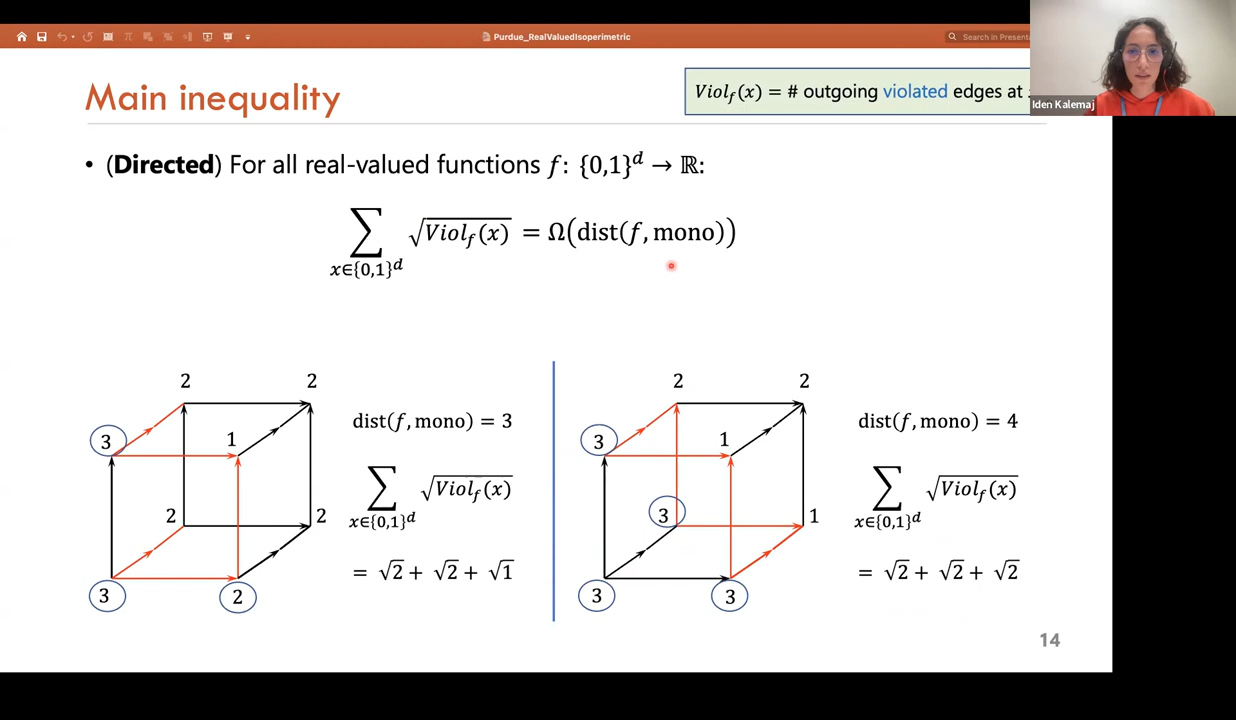 Purdue_RealValuedIsoperimetric
Search in Presenta
Iden Kalemaj
Main inequality
Viol_f(x) = # outgoing violated edges at
• (Directed) For all real-valued functions f: {0,1}^d → ℝ:
∑_{x∈{0,1}^d} √Viol_f(x) = Ω(dist(f, mono))
2 2
3 1
2 2
3 2
dist(f, mono) = 3
∑_{x∈{0,1}^d} √Viol_f(x)
= √2 + √2 + √1
2 2
3 1
3 1
3 3
dist(f, mono) = 4
∑_{x∈{0,1}^d} √Viol_f(x)
= √2 + √2 + √2
14